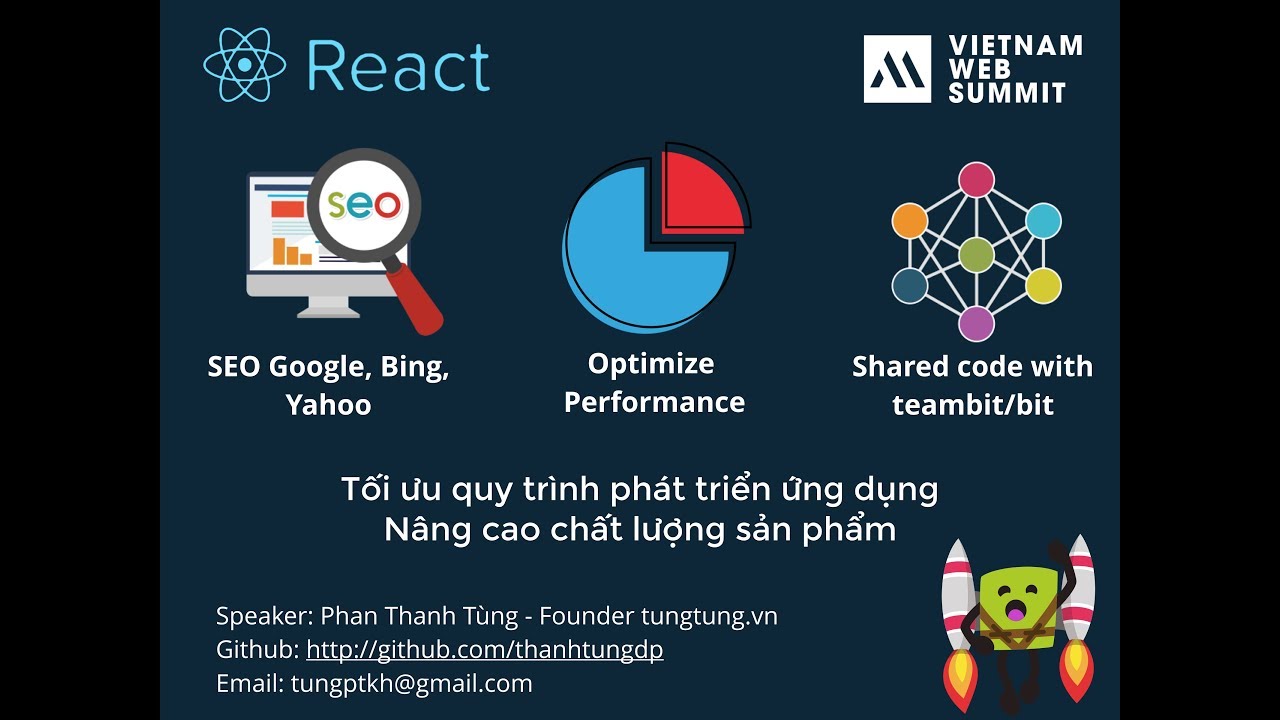 React
VIETNAM
WEB
SUMMIT
seo
SEO Google, Bing,
Yahoo
Optimize
Performance
Shared code with
teambit/bit
Tối ưu quy trình phát triển ứng dụng
Nâng cao chất lượng sản phẩm
Speaker: Phan Thanh Tùng - Founder tungtung.vn
Github: http://github.com/thanhtungdp
Email: tungptkh@gmail.com